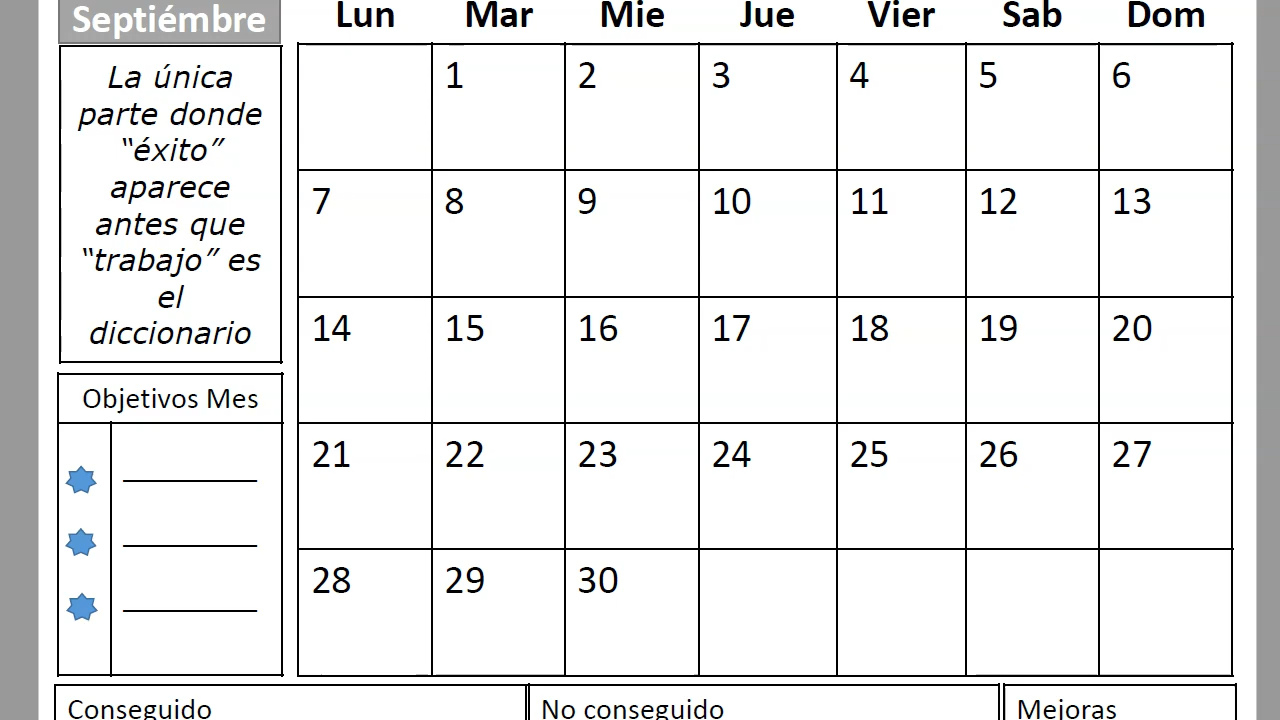 Septiémbre
Lun Mar Mie Jue Vier Sab Dom
La única
parte donde
“éxito”
aparece
antes que
“trabajo” es
el
diccionario
1 2 3 4 5 6
7 8 9 10 11 12 13
14 15 16 17 18 19 20
21 22 23 24 25 26 27
28 29 30
Objetivos Mes
Conseguido
No conseguido
Mejoras